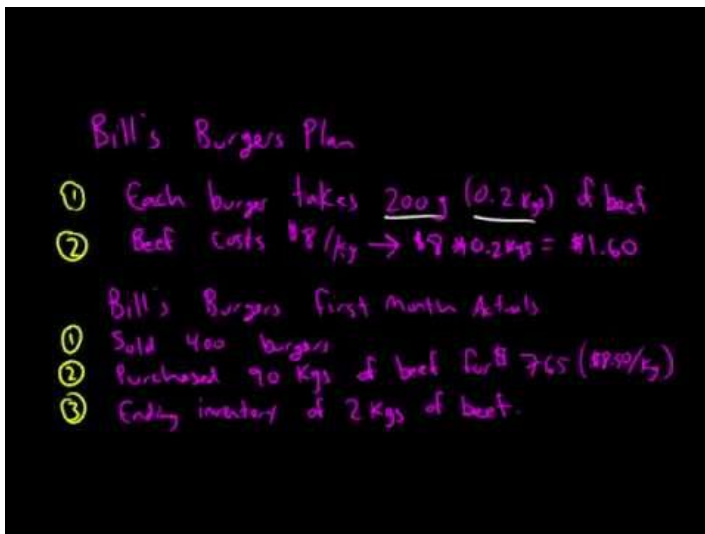 Bill's Burgers Plan
① Each burger takes 200g (0.2 Kgs) of beef
② Beef costs $8/kg → $8 * 0.2 Kgs = $1.60
Bill's Burgers First Month Actuals
① Sold 400 burgers
② Purchased 90 Kgs of beef for $ 765 ($8.50/Kg)
③ Ending inventory of 2 Kgs of beef.